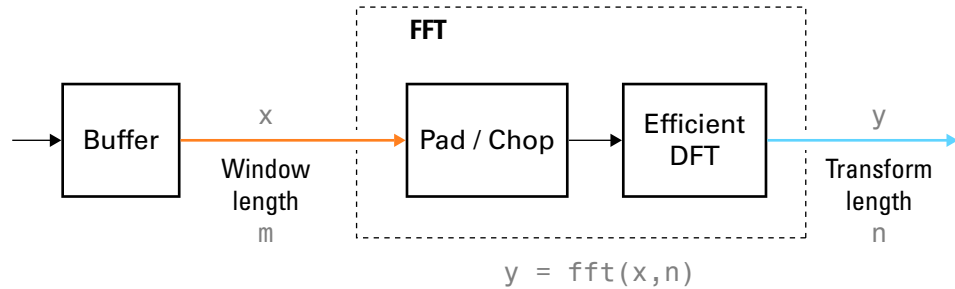 FFT
Buffer
x
Window
length
m
Pad / Chop
Efficient
DFT
y
Transform
length
n
y = fft(x,n)